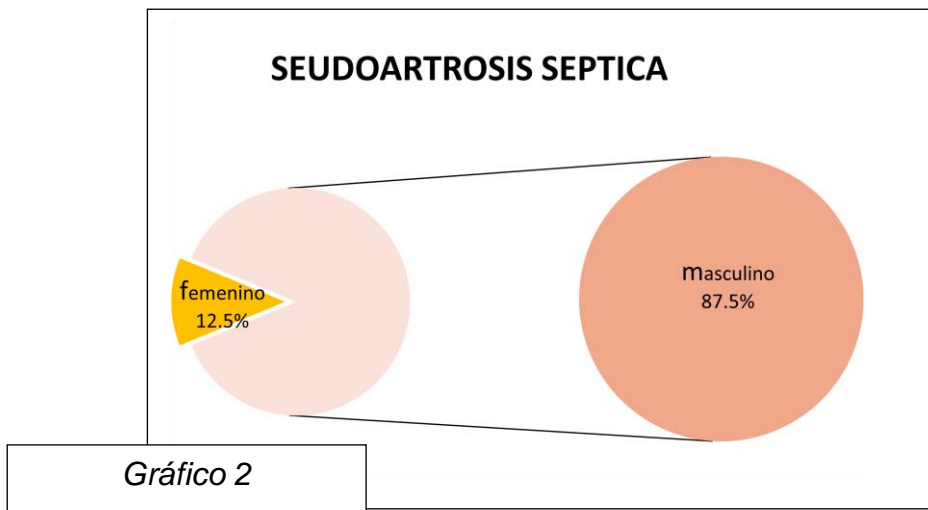 SEUDOARTROSIS SEPTICA
femenino
12.5%
masculino
87.5%
Gráfico 2